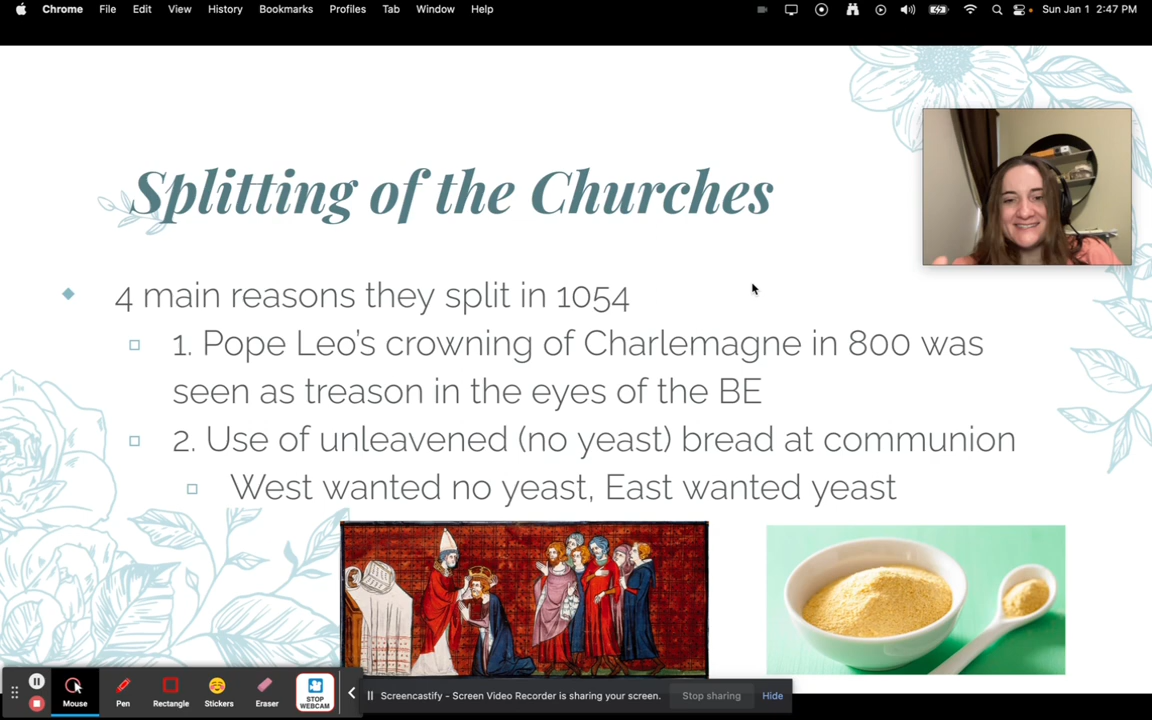 Chrome File Edit View History Bookmarks Profiles Tab Window Help Sun Jan 1 2:47 PM
Splitting of the Churches
4 main reasons they split in 1054
1. Pope Leo's crowning of Charlemagne in 800 was
seen as treason in the eyes of the BE
2. Use of unleavened (no yeast) bread at communion
West wanted no yeast, East wanted yeast
Mouse Pen Rectangle Stickers Eraser STOP
WEBCAM
Screencastify - Screen Video Recorder is sharing your screen. Stop sharing Hide